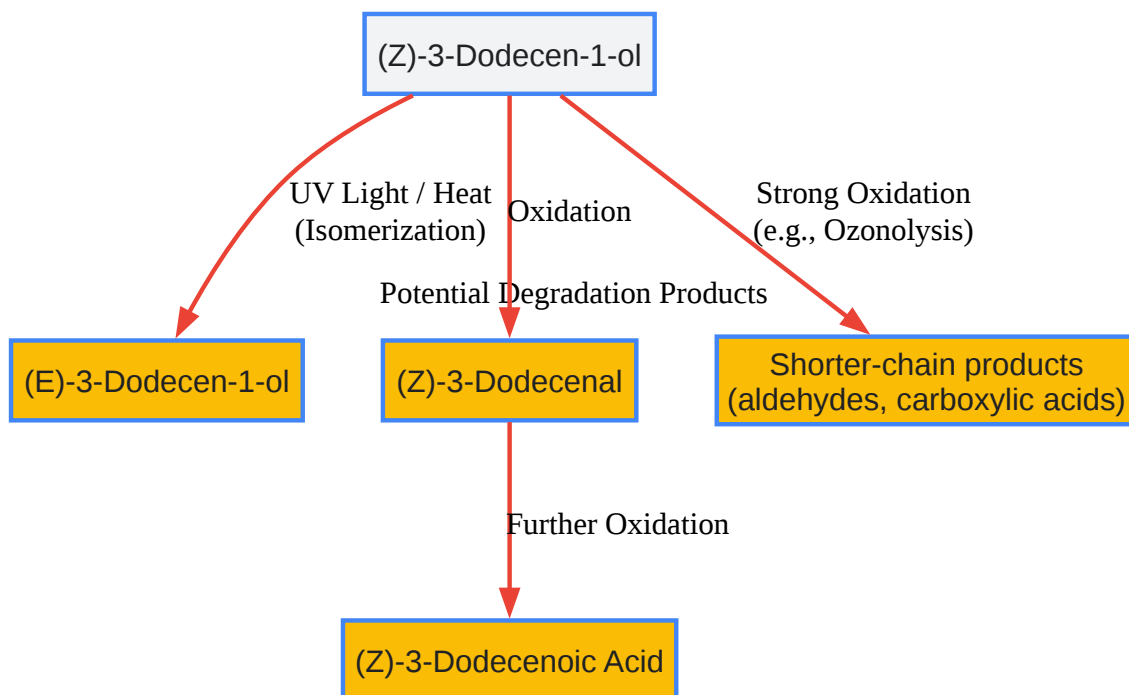 (Z)-3-Dodecen-1-ol
UV Light / Heat
(Isomerization)
Oxidation
Strong Oxidation
(e.g., Ozonolysis)
Potential Degradation Products
(E)-3-Dodecen-1-ol
(Z)-3-Dodecenal
Shorter-chain products
(aldehydes, carboxylic acids)
Further Oxidation
(Z)-3-Dodecenoic Acid